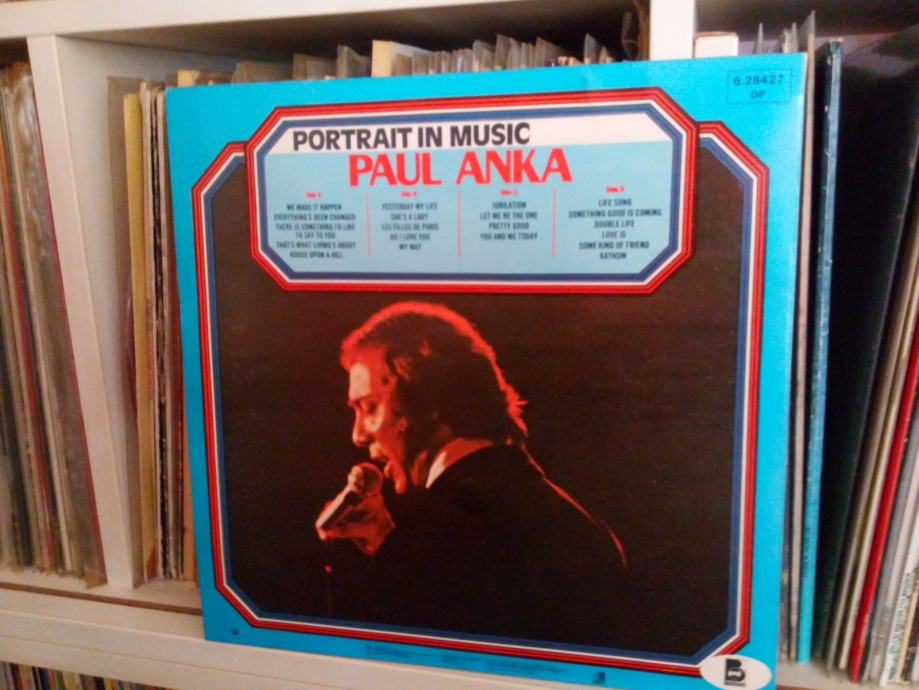 6.28427
DP
PORTRAIT IN MUSIC
PAUL ANKA
WE MADE IT HAPPEN
EVERYTHING'S BEEN CHANGED
THERE IS SOMETHING I'D LIKE
TO SAY TO YOU
THAT'S WHAT LIVING'S ABOUT
HOUSE UPON A HILL
YESTERDAY MY LIFE
SHE'S A LADY
LES FILLES DE PARIS
DO I LOVE YOU
MY WAY
JUBILATION
LET ME BE THE ONE
PRETTY GOOD
YOU AND ME TODAY
LIFE SONG
SOMETHING GOOD IS COMING
DOUBLE LIFE
LOVE IS
SOME KIND OF FRIEND
KATHUM
B